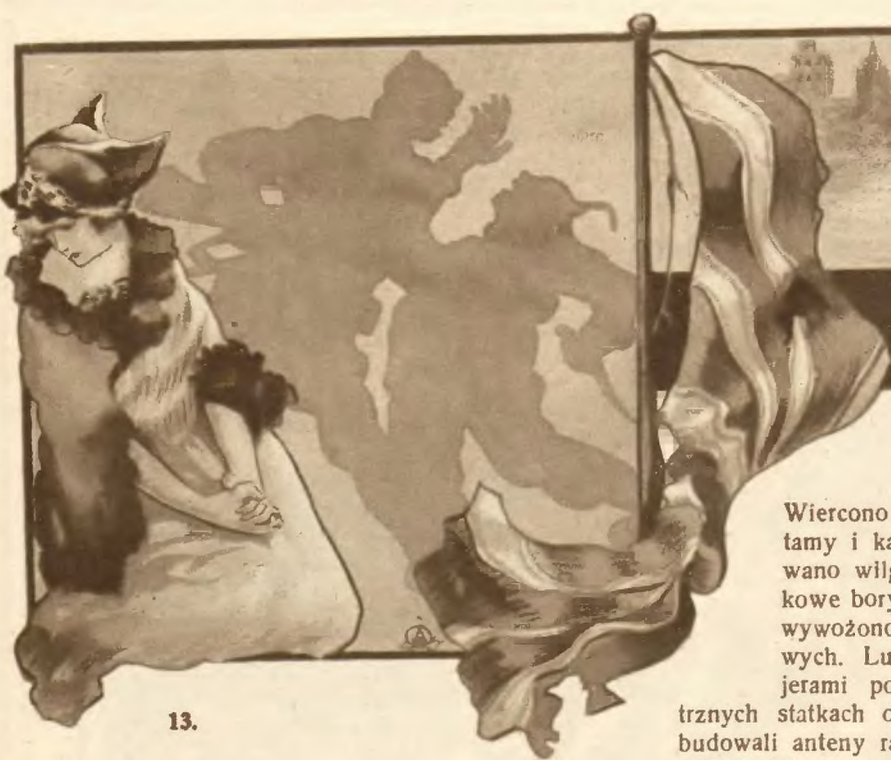 13.
Wiercono
tamy i ka
wano wilg
kowe bory
wywożono
wych. Lu
jerami po
trznych statkach o
budowali anteny ra